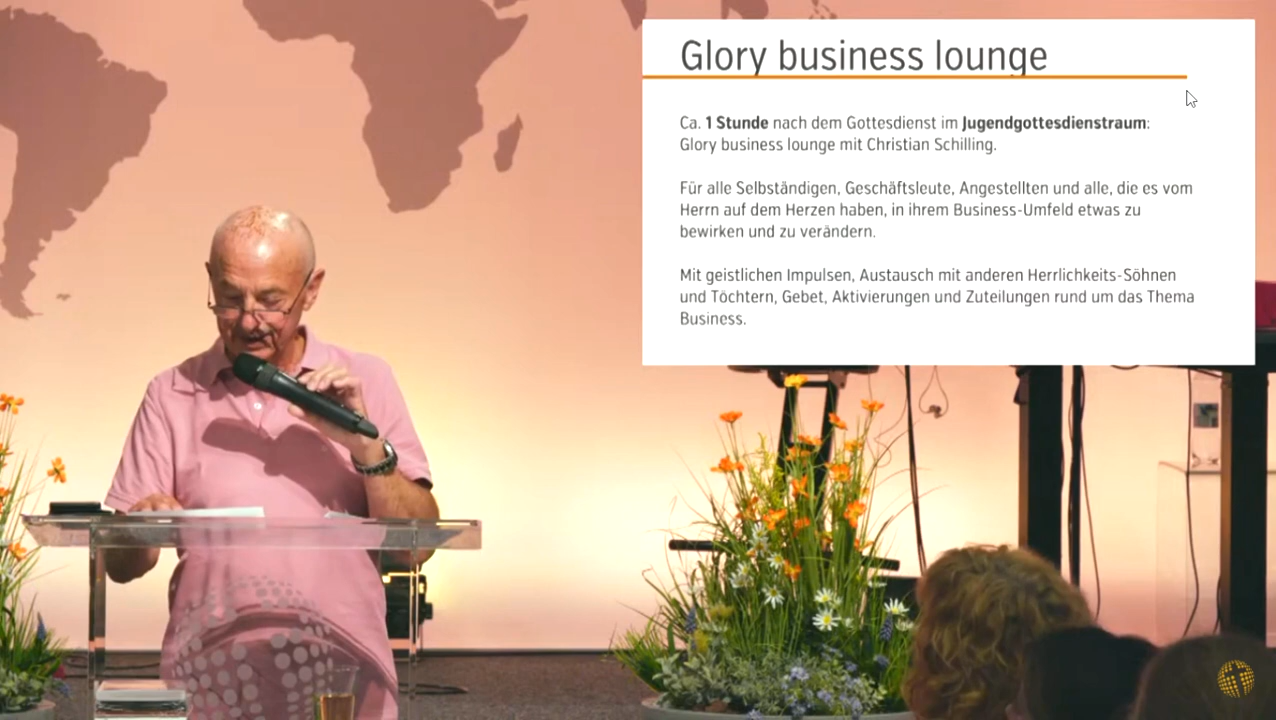 Glory business lounge
Ca. 1 Stunde nach dem Gottesdienst im Jugendgottesdienstraum:
Glory business lounge mit Christian Schilling.
Für alle Selbständigen, Geschäftsleute, Angestellten und alle, die es vom
Herrn auf dem Herzen haben, in ihrem Business-Umfeld etwas zu
bewirken und zu verändern.
Mit geistlichen Impulsen, Austausch mit anderen Herrlichkeits-Söhnen
und Töchtern, Gebet, Aktivierungen und Zuteilungen rund um das Thema
Business.